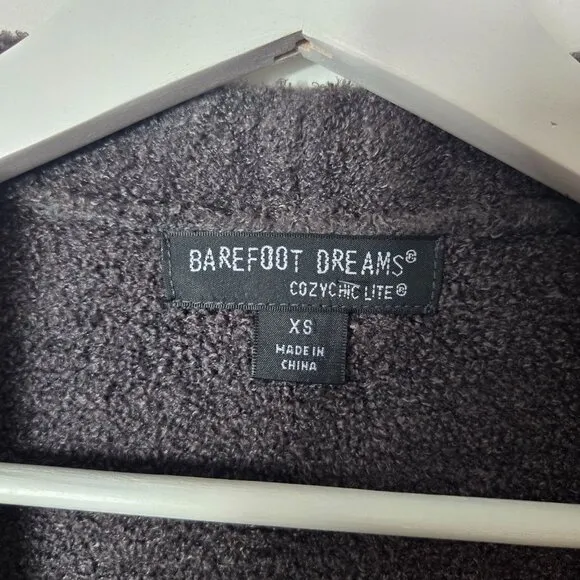 BAREFOOT DREAMS®
COZYCHIC LITE®
XS
MADE IN
CHINA